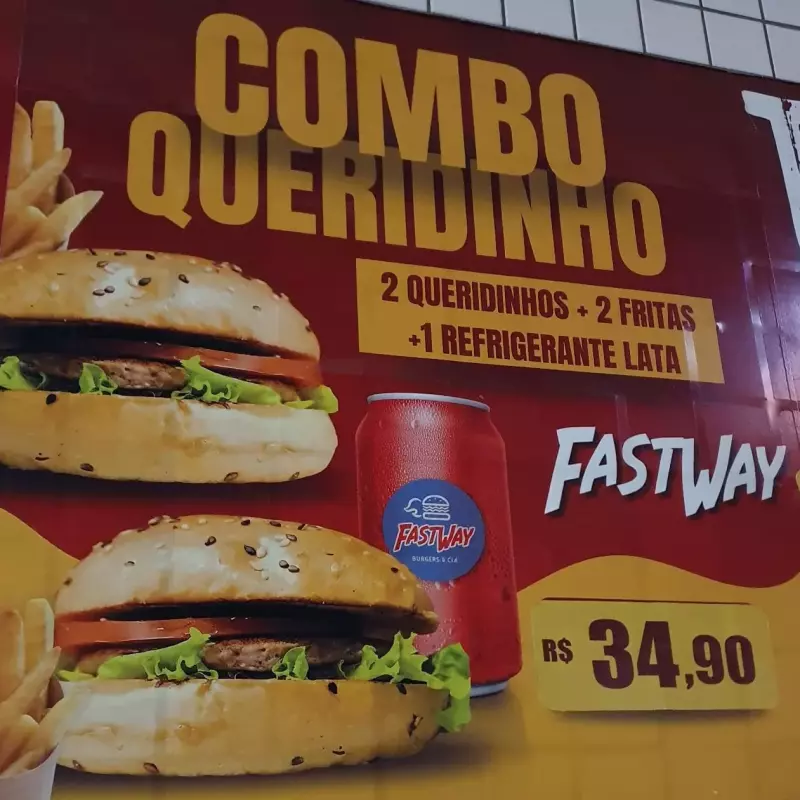 COMBO
QUERIDINHO
2 QUERIDINHOS + 2 FRITAS
+1 REFRIGERANTE LATA
FASTWAY
FASTWAY
BURGERS & CIA
R$ 34,90